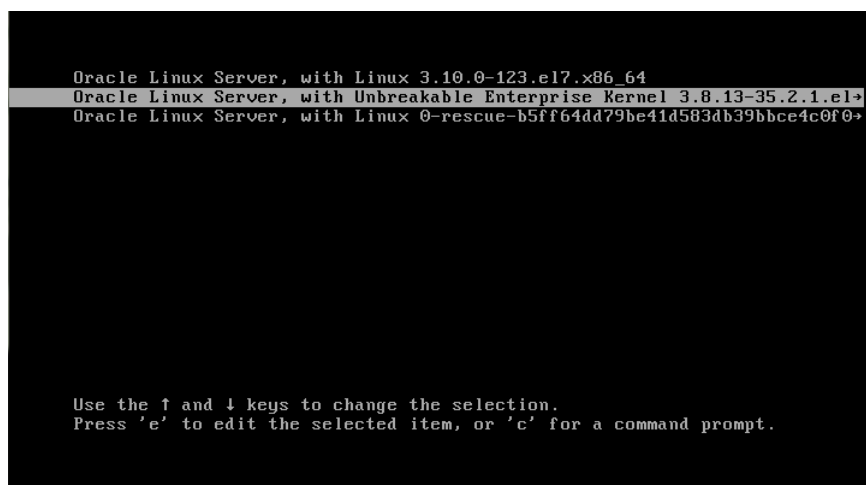 Oracle Linux Server, with Linux 3.10.0-123.el7.x86_64
Oracle Linux Server, with Unbreakable Enterprise Kernel 3.8.13-35.2.1.el→
Oracle Linux Server, with Linux 0-rescue-b5ff64dd79be41d583db39bbce4c0f0→
Use the ↑ and ↓ keys to change the selection.
Press 'e' to edit the selected item, or 'c' for a command prompt.